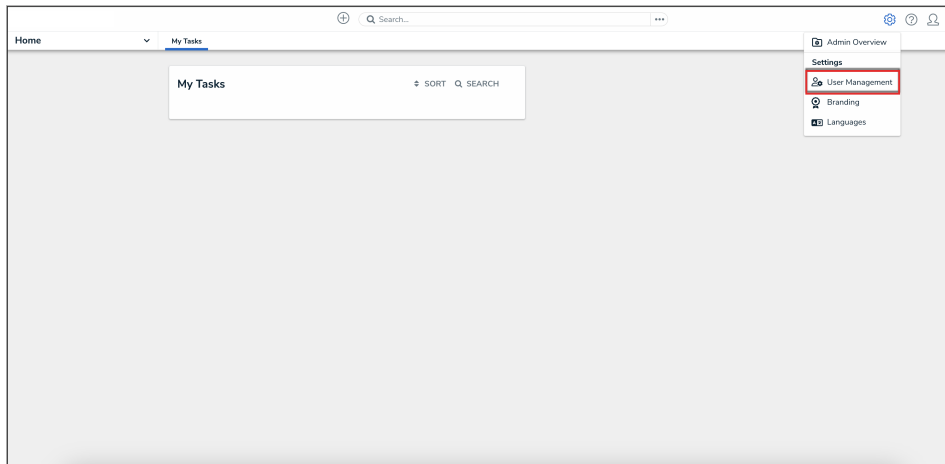 Search...
Home
My Tasks
Admin Overview
Settings
My Tasks
SORT
SEARCH
User Management
Branding
Languages